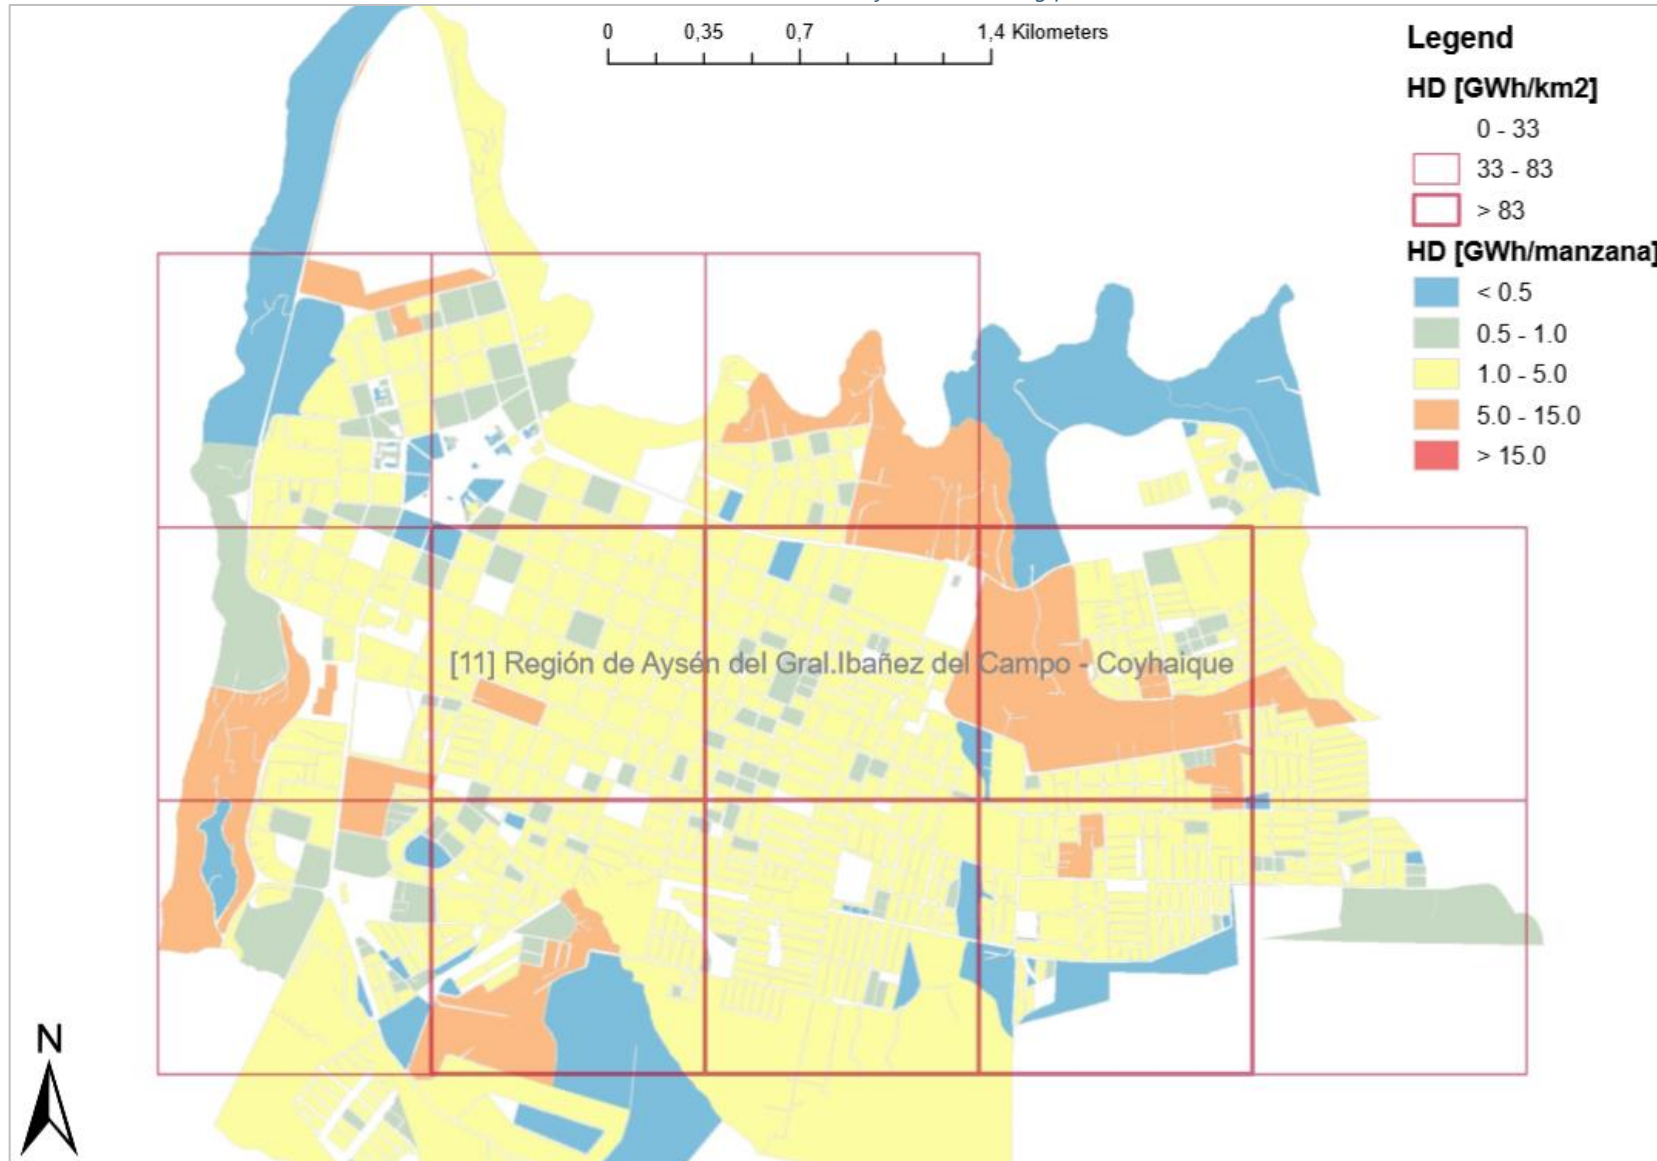 0 0,35 0,7 1,4 Kilometers
Legend
HD [GWh/km2]
0 - 33
33 - 83
> 83
HD [GWh/manzana]
< 0.5
0.5 - 1.0
1.0 - 5.0
5.0 - 15.0
> 15.0
[11] Región de Aysén del Gral.Ibañez del Campo - Coyhaique
N